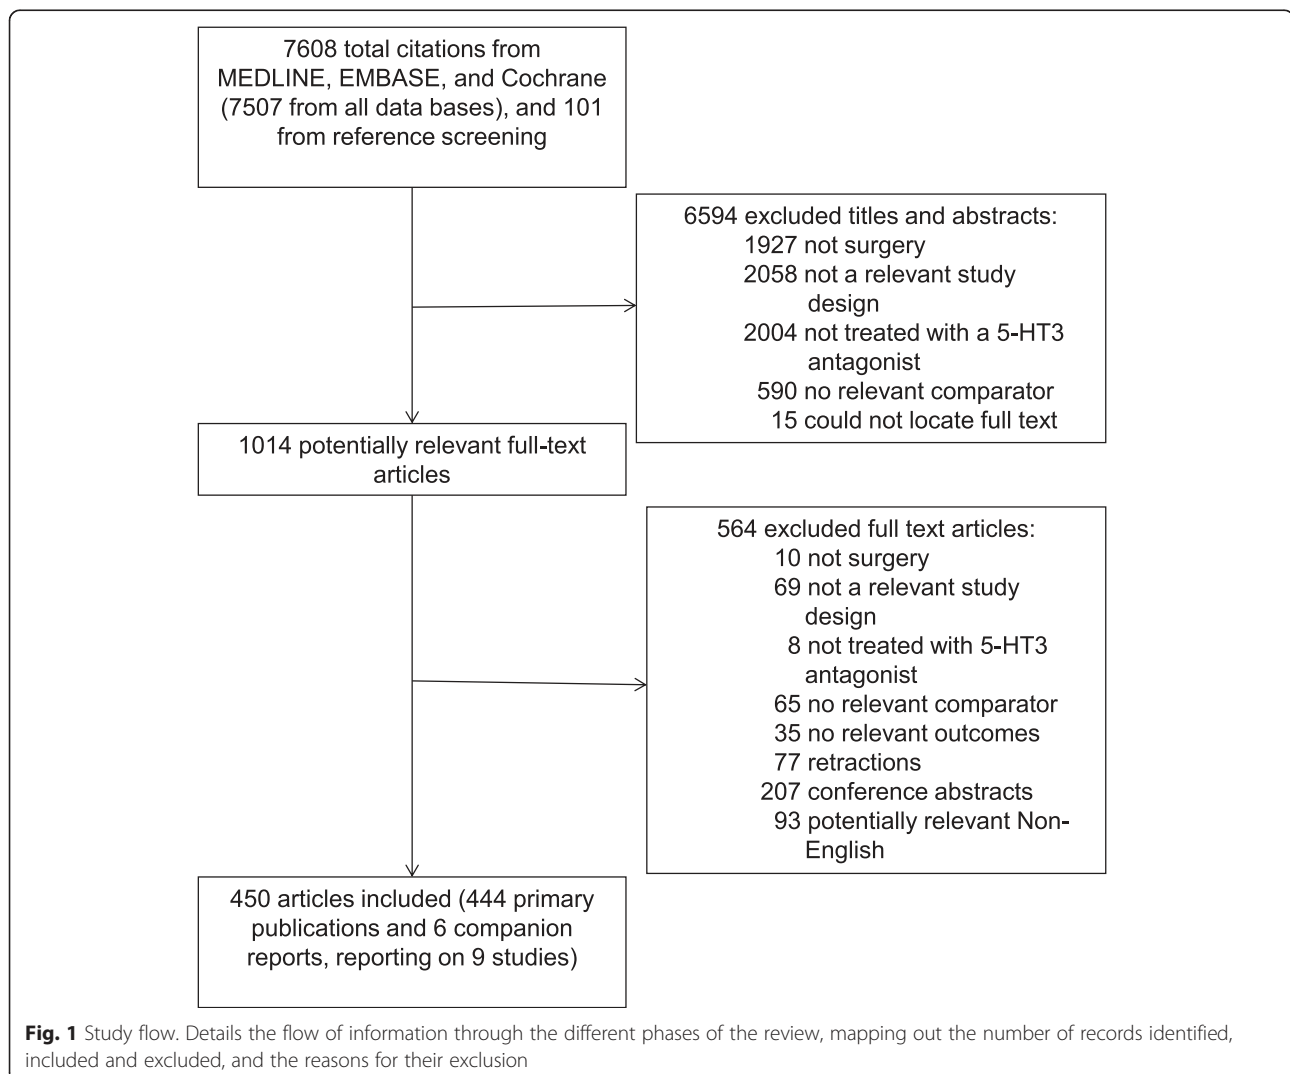 7608 total citations from
MEDLINE, EMBASE, and Cochrane
(7507 from all data bases), and 101
from reference screening
6594 excluded titles and abstracts:
1927 not surgery
2058 not a relevant study
design
2004 not treated with a 5-HT3
antagonist
590 no relevant comparator
15 could not locate full text
1014 potentially relevant full-text
articles
564 excluded full text articles:
10 not surgery
69 not a relevant study
design
8 not treated with 5-HT3
antagonist
65 no relevant comparator
35 no relevant outcomes
77 retractions
207 conference abstracts
93 potentially relevant Non-
English
450 articles included (444 primary
publications and 6 companion
reports, reporting on 9 studies)
Fig. 1 Study flow. Details the flow of information through the different phases of the review, mapping out the number of records identified,
included and excluded, and the reasons for their exclusion